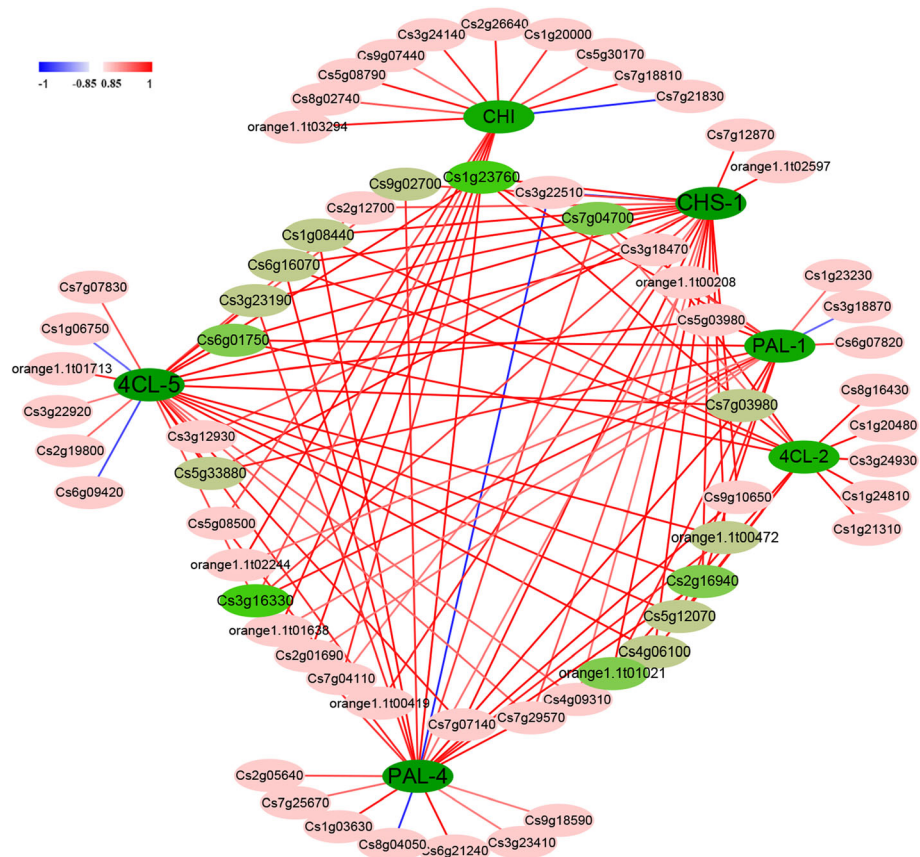 Cs2g26640
Cs3g24140
Cs1g20000
Cs9g07440
Cs5g30170
Cs5g08790
Cs7g18810
-1 -0.85 0.85 1
Cs8g02740
Cs7g21830
CHI
orange1.1t03294
Cs7g12870
orange1.1t02597
Cs1g23760
Cs9g02700
Cs3g22510
CHS-1
Cs2g12700
Cs7g04700
Cs1g08440
Cs3g18470
Cs6g16070
orange1.1t00208
Cs1g23230
Cs7g07830
Cs3g23190
Cs3g18870
Cs5g03980
Cs1g06750
Cs6g01750
PAL-1
Cs6g07820
orange1.1t01713
4CL-5
Cs8g16430
Cs3g22920
Cs7g03980
Cs1g20480
Cs3g12930
Cs2g19800
4CL-2
Cs3g24930
Cs5g33880
Cs6g09420
Cs9g10650
Cs1g24810
Cs5g08500
Cs1g21310
orange1.1t00472
orange1.1t02244
Cs2g16940
Cs3g16330
Cs5g12070
orange1.1t01638
Cs4g06100
Cs2g01690
orange1.1t01021
Cs7g04110
Cs4g09310
orange1.1t00419
Cs7g29570
Cs7g07140
PAL-4
Cs2g05640
Cs7g25670
Cs9g18590
Cs1g03630
Cs3g23410
Cs8g04050
Cs6g21240